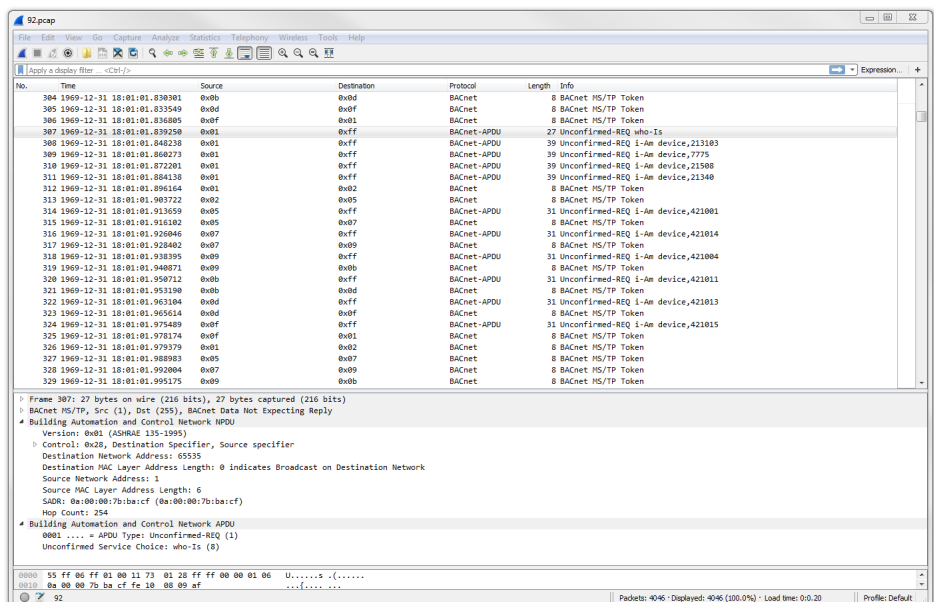 92.pcap
File Edit View Go Capture Analyze Statistics Telephony Wireless Tools Help
Apply a display filter ... <Ctrl-/> Expression... +
No. Time Source Destination Protocol Length Info
304 1969-12-31 18:01:01.830301 0x0b 0x0d BACnet 8 BACnet MS/TP Token
305 1969-12-31 18:01:01.833549 0x0d 0x0f BACnet 8 BACnet MS/TP Token
306 1969-12-31 18:01:01.836805 0x0f 0x01 BACnet 8 BACnet MS/TP Token
307 1969-12-31 18:01:01.839250 0x01 0xff BACnet-APDU 27 Unconfirmed-REQ who-Is
308 1969-12-31 18:01:01.848238 0x01 0xff BACnet-APDU 39 Unconfirmed-REQ i-Am device,213103
309 1969-12-31 18:01:01.860273 0x01 0xff BACnet-APDU 39 Unconfirmed-REQ i-Am device,7775
310 1969-12-31 18:01:01.872201 0x01 0xff BACnet-APDU 39 Unconfirmed-REQ i-Am device,21508
311 1969-12-31 18:01:01.884138 0x01 0xff BACnet-APDU 39 Unconfirmed-REQ i-Am device,21340
312 1969-12-31 18:01:01.896164 0x01 0x02 BACnet 8 BACnet MS/TP Token
313 1969-12-31 18:01:01.903722 0x02 0x05 BACnet 8 BACnet MS/TP Token
314 1969-12-31 18:01:01.913659 0x05 0xff BACnet-APDU 31 Unconfirmed-REQ i-Am device,421001
315 1969-12-31 18:01:01.916102 0x05 0x07 BACnet 8 BACnet MS/TP Token
316 1969-12-31 18:01:01.926046 0x07 0xff BACnet-APDU 31 Unconfirmed-REQ i-Am device,421014
317 1969-12-31 18:01:01.928402 0x07 0x09 BACnet 8 BACnet MS/TP Token
318 1969-12-31 18:01:01.938395 0x09 0xff BACnet-APDU 31 Unconfirmed-REQ i-Am device,421004
319 1969-12-31 18:01:01.940871 0x09 0x0b BACnet 8 BACnet MS/TP Token
320 1969-12-31 18:01:01.950712 0x0b 0xff BACnet-APDU 31 Unconfirmed-REQ i-Am device,421011
321 1969-12-31 18:01:01.953190 0x0b 0x0d BACnet 8 BACnet MS/TP Token
322 1969-12-31 18:01:01.963104 0x0d 0xff BACnet-APDU 31 Unconfirmed-REQ i-Am device,421013
323 1969-12-31 18:01:01.965614 0x0d 0x0f BACnet 8 BACnet MS/TP Token
324 1969-12-31 18:01:01.975489 0x0f 0xff BACnet-APDU 31 Unconfirmed-REQ i-Am device,421015
325 1969-12-31 18:01:01.978174 0x0f 0x01 BACnet 8 BACnet MS/TP Token
326 1969-12-31 18:01:01.979379 0x01 0x02 BACnet 8 BACnet MS/TP Token
327 1969-12-31 18:01:01.988983 0x05 0x07 BACnet 8 BACnet MS/TP Token
328 1969-12-31 18:01:01.992004 0x07 0x09 BACnet 8 BACnet MS/TP Token
329 1969-12-31 18:01:01.995175 0x09 0x0b BACnet 8 BACnet MS/TP Token
Frame 307: 27 bytes on wire (216 bits), 27 bytes captured (216 bits)
BACnet MS/TP, Src (1), Dst (255), BACnet Data Not Expecting Reply
Building Automation and Control Network NPDU
Version: 0x01 (ASHRAE 135-1995)
Control: 0x28, Destination Specifier, Source specifier
Destination Network Address: 65535
Destination MAC Layer Address Length: 0 indicates Broadcast on Destination Network
Source Network Address: 1
Source MAC Layer Address Length: 6
SADR: 0a:00:00:7b:ba:cf (0a:00:00:7b:ba:cf)
Hop Count: 254
Building Automation and Control Network APDU
0001 .... = APDU Type: Unconfirmed-REQ (1)
Unconfirmed Service Choice: who-Is (8)
0000 55 ff 06 ff 01 00 11 73 01 28 ff ff 00 00 01 06 U......s .(......
0010 0a 00 00 7b ba cf fe 10 08 09 af ...{.... ...
92 Packets: 4046 · Displayed: 4046 (100.0%) · Load time: 0:0.20 Profile: Default